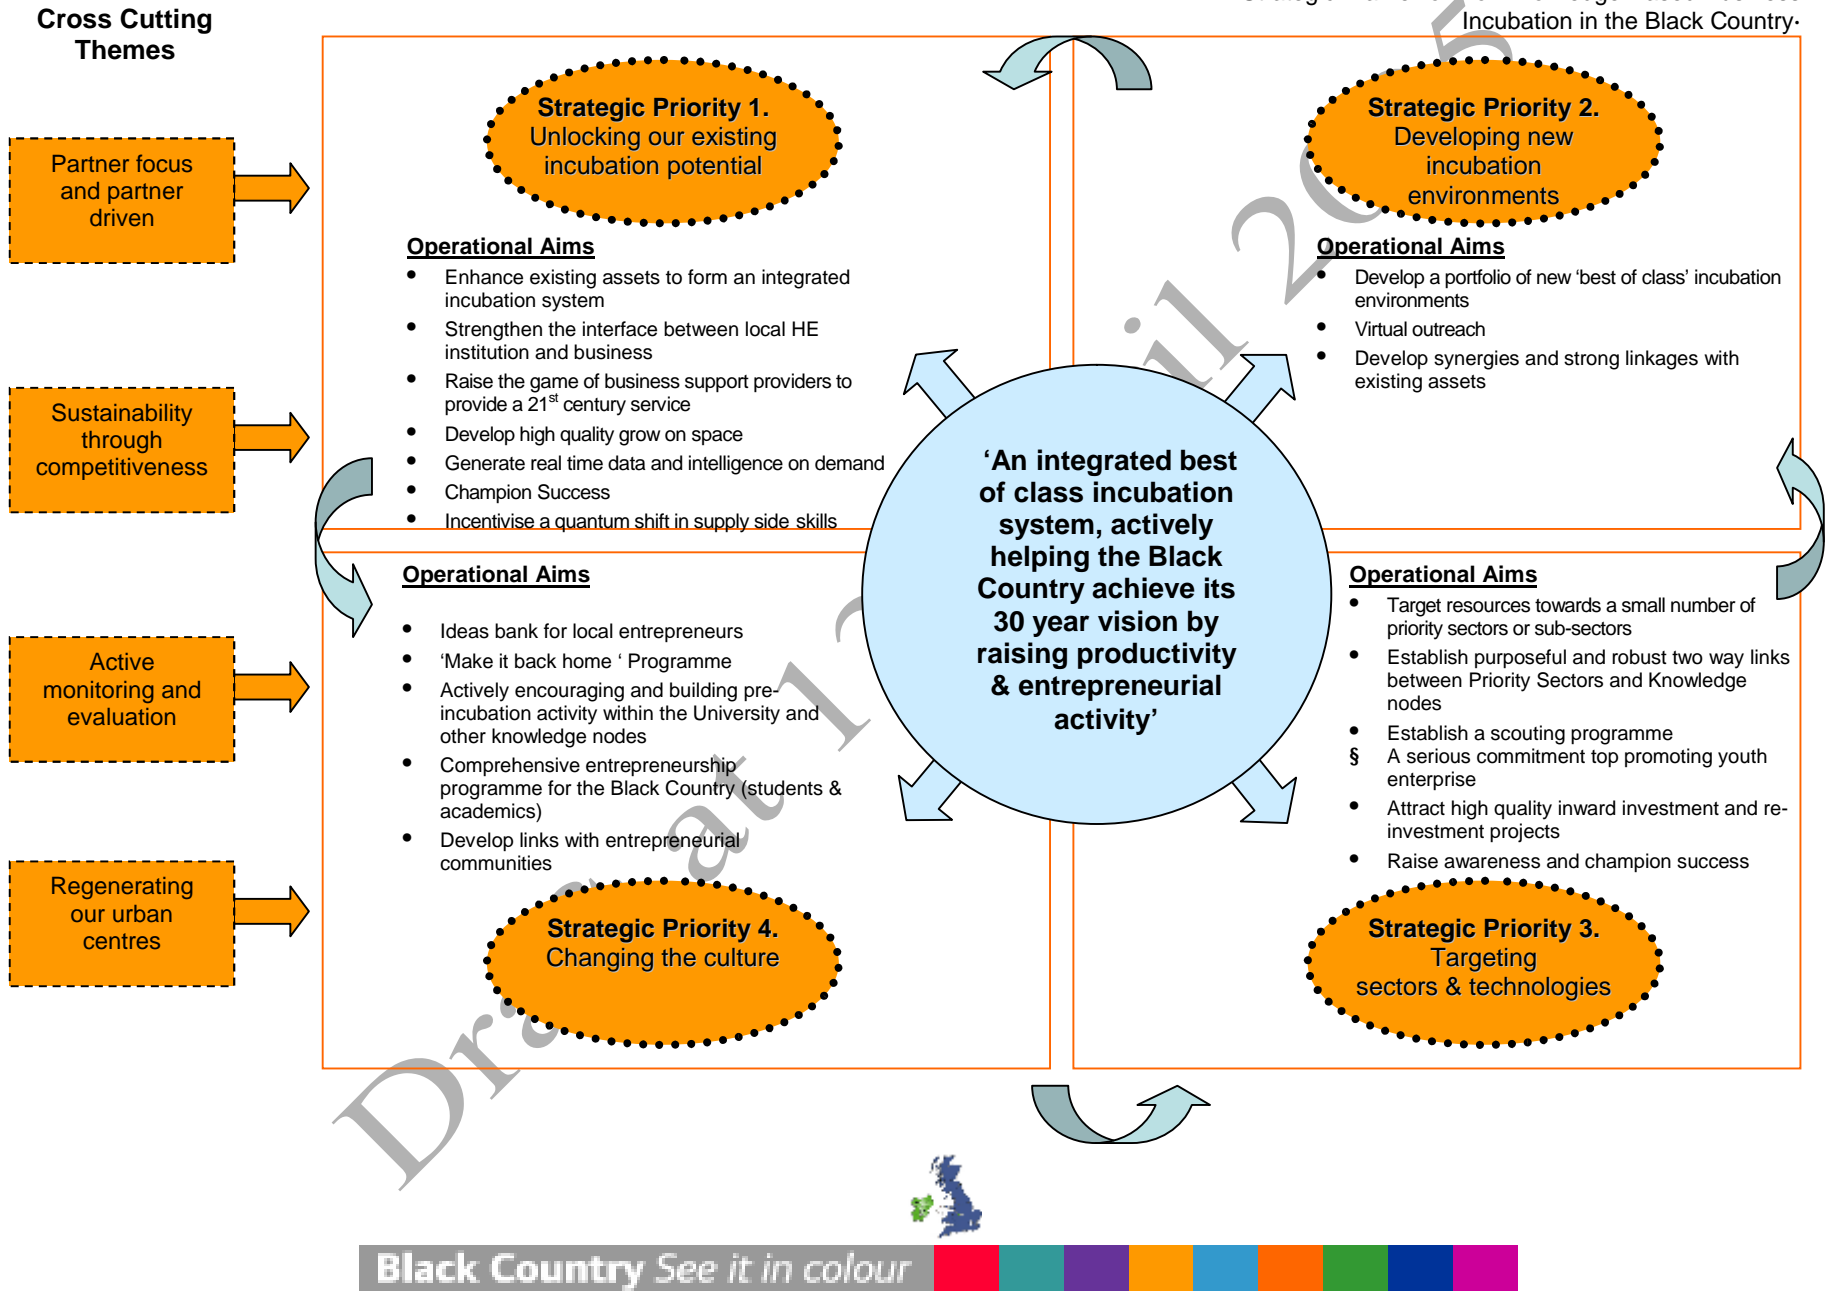 Cross Cutting
Themes
Incubation in the Black Country·
Partner focus
and partner
driven
Sustainability
through
competitiveness
Active
monitoring and
evaluation
Regenerating
our urban
centres
Strategic Priority 1.
Unlocking our existing
incubation potential
Operational Aims
• Enhance existing assets to form an integrated
incubation system
• Strengthen the interface between local HE
institution and business
• Raise the game of business support providers to
provide a 21st century service
• Develop high quality grow on space
• Generate real time data and intelligence on demand
• Champion Success
• Incentivise a quantum shift in supply side skills
Strategic Priority 2.
Developing new
incubation
environments
Operational Aims
• Develop a portfolio of new ‘best of class’ incubation
environments
• Virtual outreach
• Develop synergies and strong linkages with
existing assets
‘An integrated best
of class incubation
system, actively
helping the Black
Country achieve its
30 year vision by
raising productivity
& entrepreneurial
activity’
Operational Aims
• Ideas bank for local entrepreneurs
• ‘Make it back home ‘ Programme
• Actively encouraging and building pre-
incubation activity within the University and
other knowledge nodes
• Comprehensive entrepreneurship
programme for the Black Country (students &
academics)
• Develop links with entrepreneurial
communities
Strategic Priority 4.
Changing the culture
Operational Aims
• Target resources towards a small number of
priority sectors or sub-sectors
• Establish purposeful and robust two way links
between Priority Sectors and Knowledge
nodes
• Establish a scouting programme
§ A serious commitment top promoting youth
enterprise
• Attract high quality inward investment and re-
investment projects
• Raise awareness and champion success
Strategic Priority 3.
Targeting
sectors & technologies
Black Country See it in colour